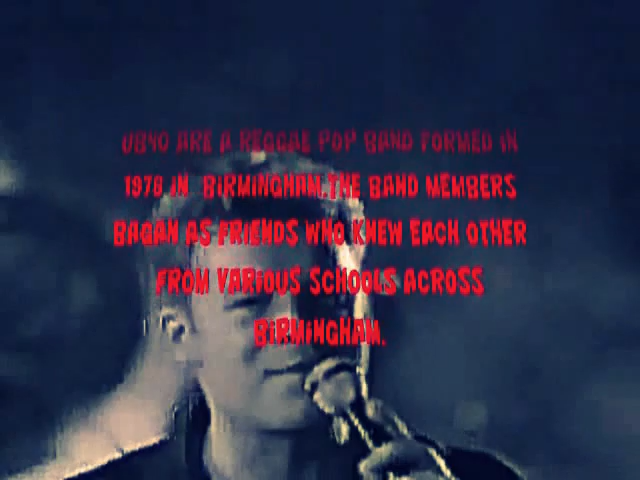 UB40 ARE A REGGAE POP BAND FORMED IN
1978 IN BIRMINGHAM.THE BAND MEMBERS
BAGAN AS FRIENDS WHO KNEW EACH OTHER
FROM VARIOUS SCHOOLS ACROSS
BIRMINGHAM.